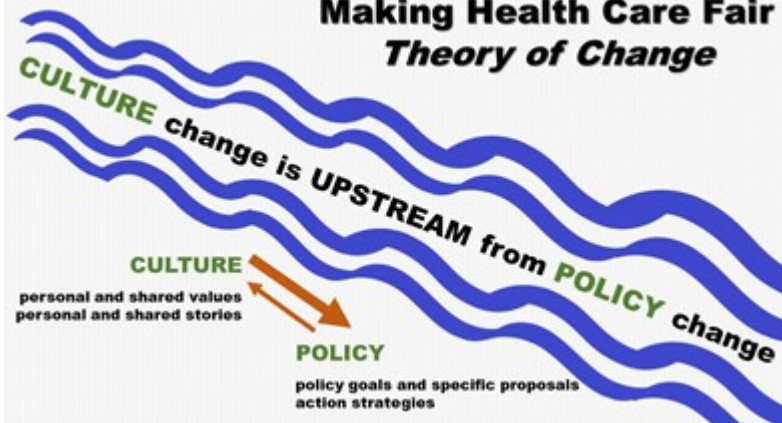 Making Health Care Fair
Theory of Change
CULTURE change is UPSTREAM from POLICY change
CULTURE
personal and shared values
personal and shared stories
POLICY
policy goals and specific proposals
action strategies